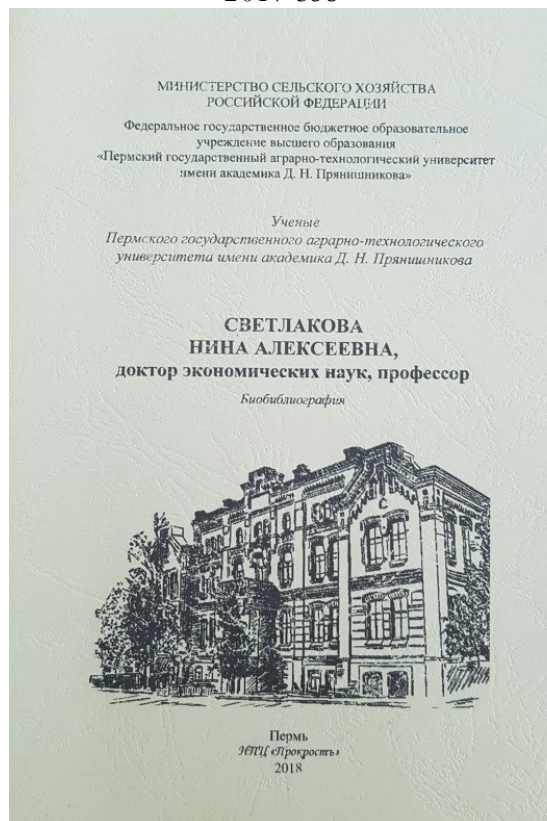 МИНИСТЕРСТВО СЕЛЬСКОГО ХОЗЯЙСТВА
РОССИЙСКОЙ ФЕДЕРАЦИИ
Федеральное государственное бюджетное образовательное
учреждение высшего образования
«Пермский государственный аграрно-технологический университет
имени академика Д. Н. Прянишникова»
Ученые
Пермского государственного аграрно-технологического
университета имени академика Д. Н. Прянишникова
СВЕТЛАКОВА
НИНА АЛЕКСЕЕВНА,
доктор экономических наук, профессор
Биобиблиография
Пермь
НПЦ «Прокростъ»
2018